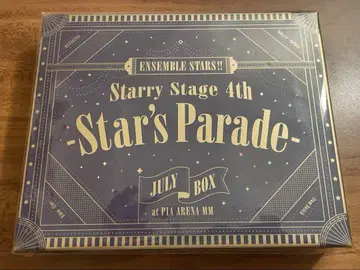 ENSEMBLE STARS!!
Starry Stage 4th
-Star's Parade-
JULY BOX
at PIA ARENA MM